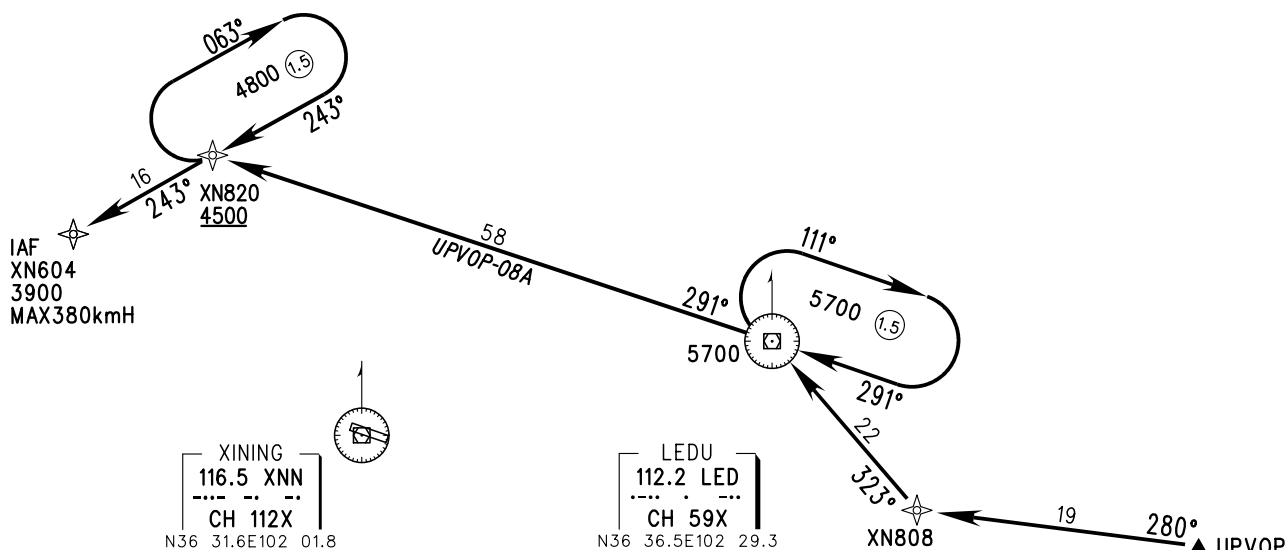 063°
4800 1.5
243°
16
243°
XN820
4500
IAF
XN604
3900
MAX380kmH
58
UPVOP-08A
291°
111°
5700 1.5
5700
291°
22
323°
XINING
116.5 XNN
-··- -· -·
CH 112X
N36 31.6E102 01.8
LEDU
112.2 LED
·-·· · -··
CH 59X
N36 36.5E102 29.3
XN808
19
280°
UPVOP